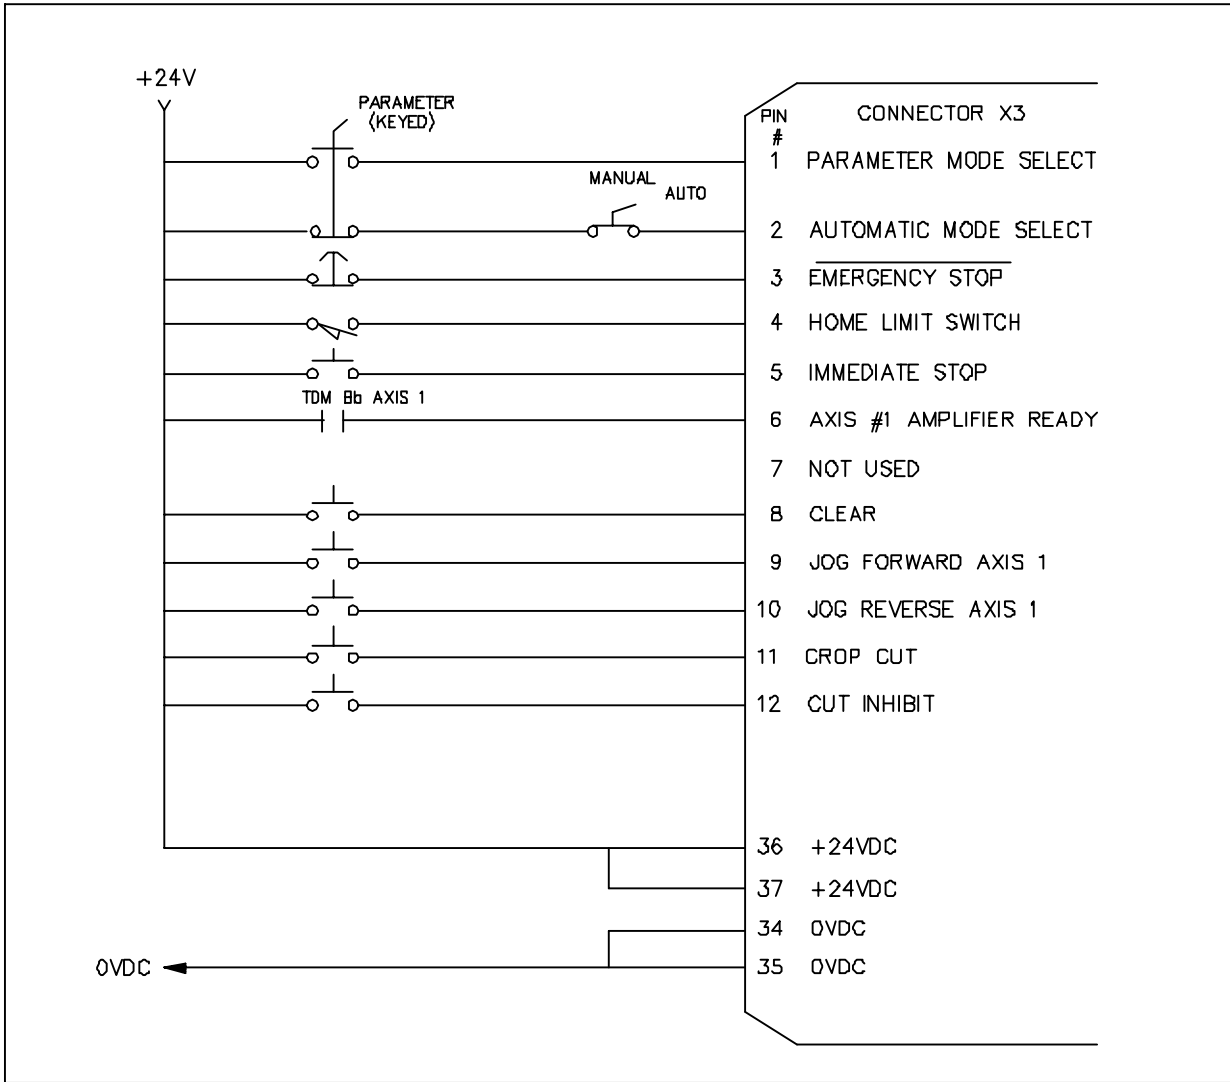 +24V
PARAMETER
(KEYED)
PIN
#
CONNECTOR X3
1 PARAMETER MODE SELECT
MANUAL
AUTO
2 AUTOMATIC MODE SELECT
3 EMERGENCY STOP
4 HOME LIMIT SWITCH
5 IMMEDIATE STOP
TDM Bb AXIS 1
6 AXIS #1 AMPLIFIER READY
7 NOT USED
8 CLEAR
9 JOG FORWARD AXIS 1
10 JOG REVERSE AXIS 1
11 CROP CUT
12 CUT INHIBIT
36 +24VDC
37 +24VDC
34 0VDC
0VDC
35 0VDC